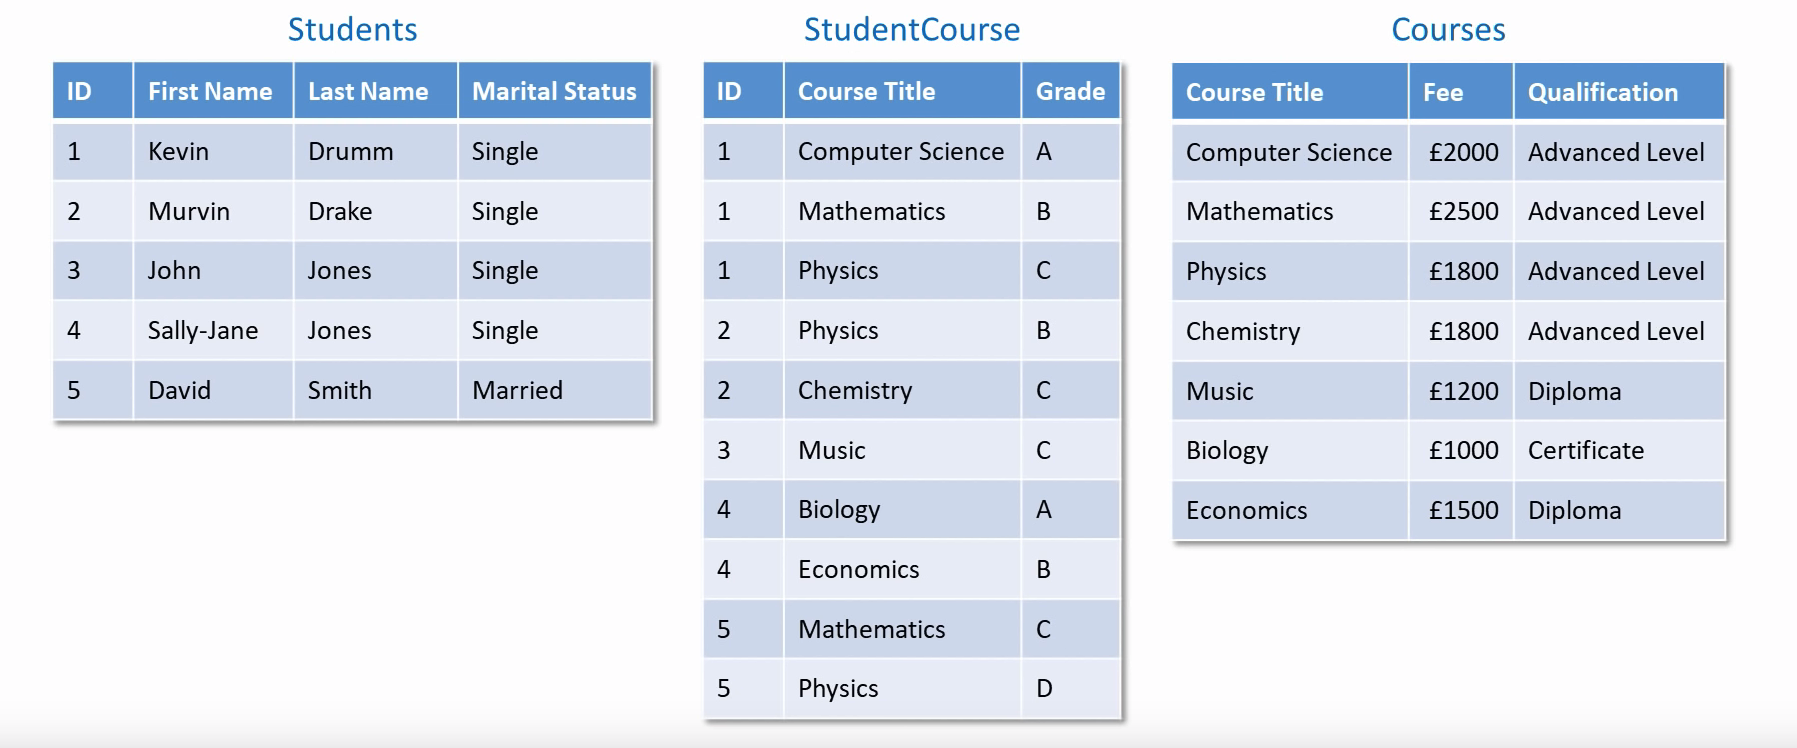 Students
ID First Name Last Name Marital Status
1 Kevin Drumm Single
2 Murvin Drake Single
3 John Jones Single
4 Sally-Jane Jones Single
5 David Smith Married
StudentCourse
ID Course Title Grade
1 Computer Science A
1 Mathematics B
1 Physics C
2 Physics B
2 Chemistry C
3 Music C
4 Biology A
4 Economics B
5 Mathematics C
5 Physics D
Courses
Course Title Fee Qualification
Computer Science £2000 Advanced Level
Mathematics £2500 Advanced Level
Physics £1800 Advanced Level
Chemistry £1800 Advanced Level
Music £1200 Diploma
Biology £1000 Certificate
Economics £1500 Diploma